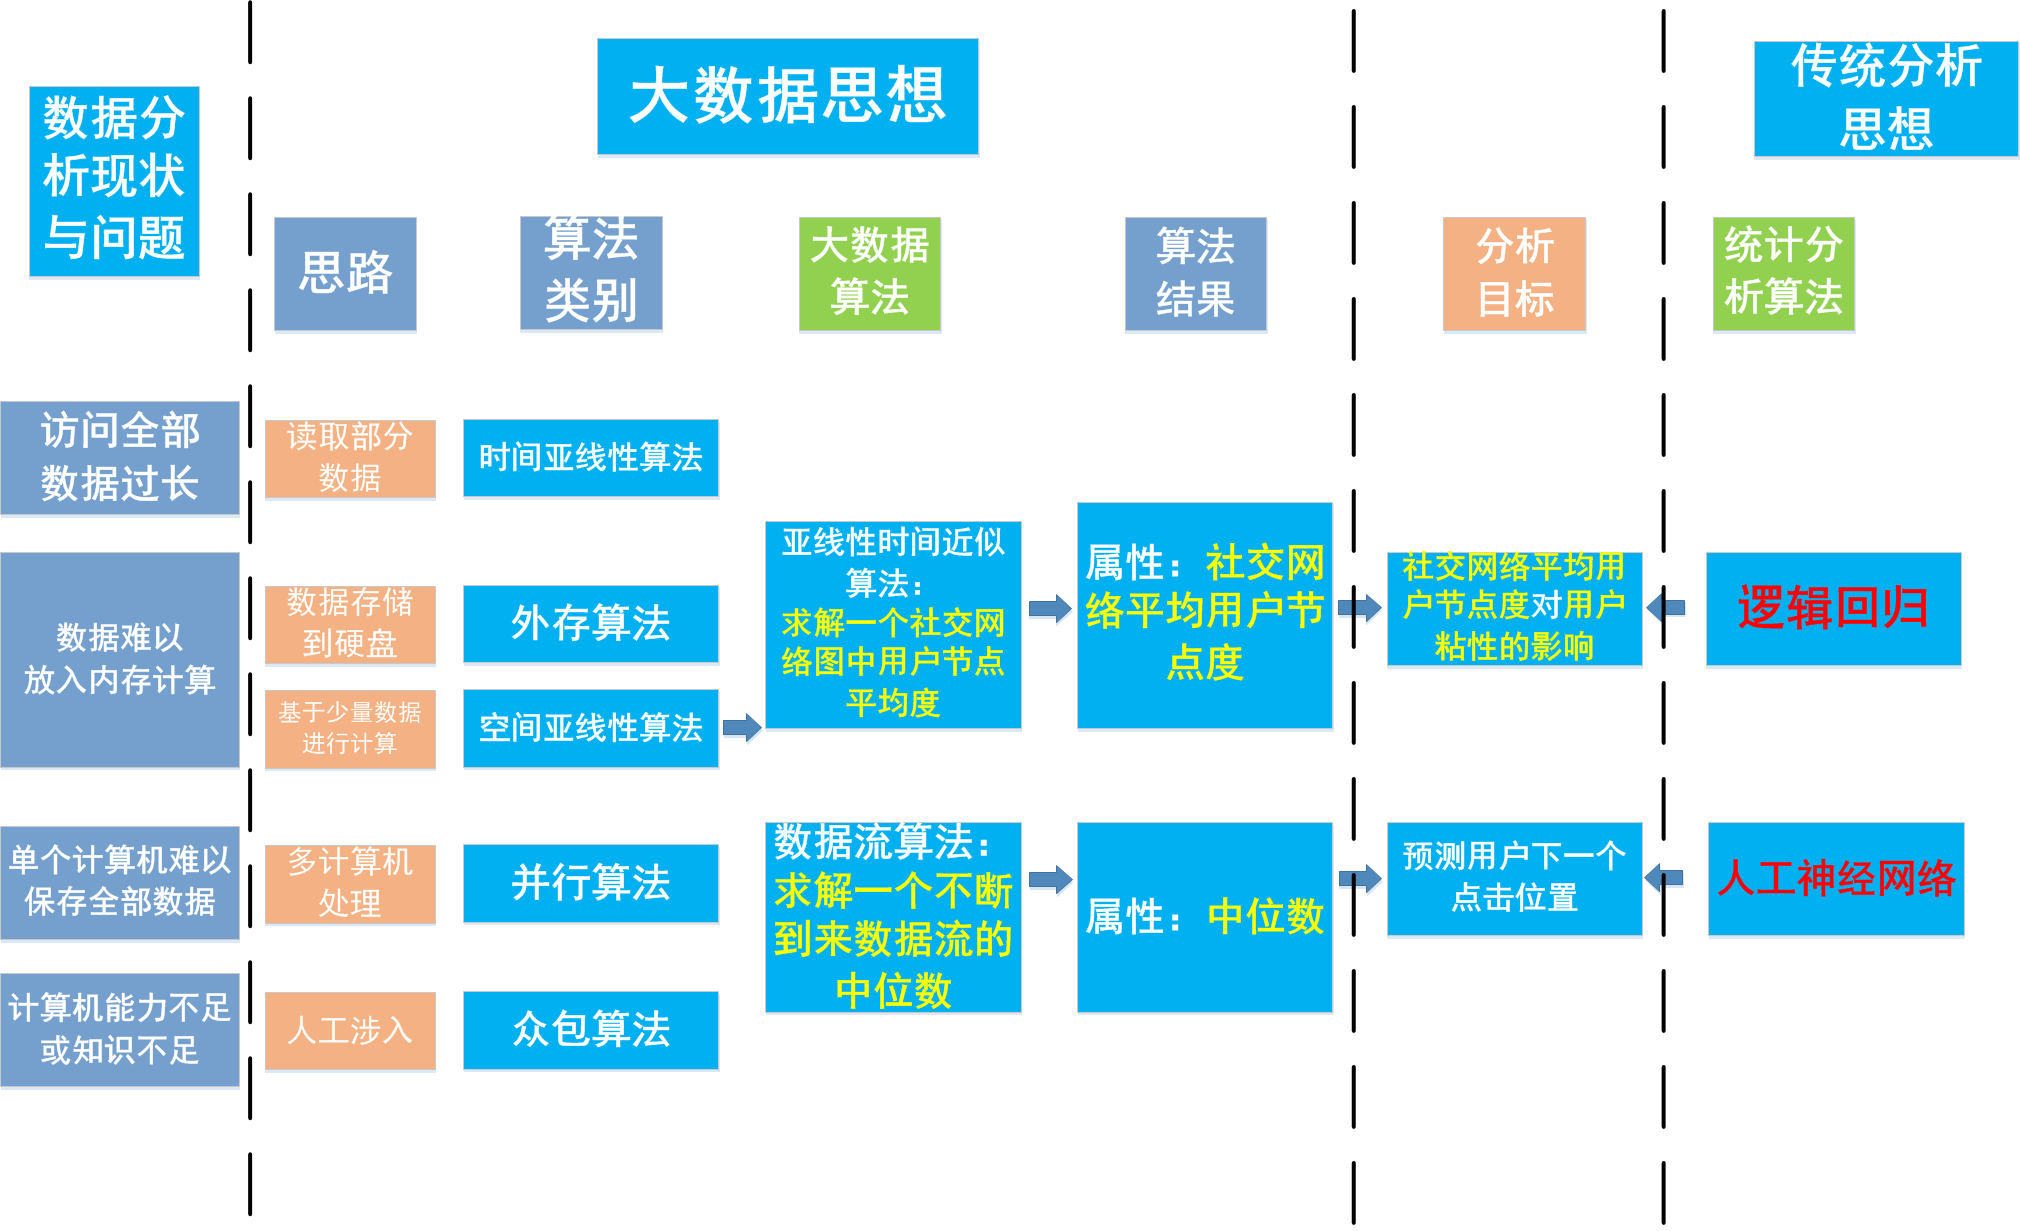 数据分
析现状
与问题
大数据思想
传统分析
思想
思路
算法
类别
大数据
算法
算法
结果
分析
目标
统计分
析算法
访问全部
数据过长
读取部分
数据
时间亚线性算法
数据难以
放入内存计算
数据存储
到硬盘
外存算法
基于少量数据
进行计算
空间亚线性算法
亚线性时间近似
算法：
求解一个社交网
络图中用户节点
平均度
属性：社交网
络平均用户节
点度
社交网络平均用
户节点度对用户
粘性的影响
逻辑回归
单个计算机难以
保存全部数据
多计算机
处理
并行算法
数据流算法：
求解一个不断
到来数据流的
中位数
属性：中位数
预测用户下一个
点击位置
人工神经网络
计算机能力不足
或知识不足
人工涉入
众包算法